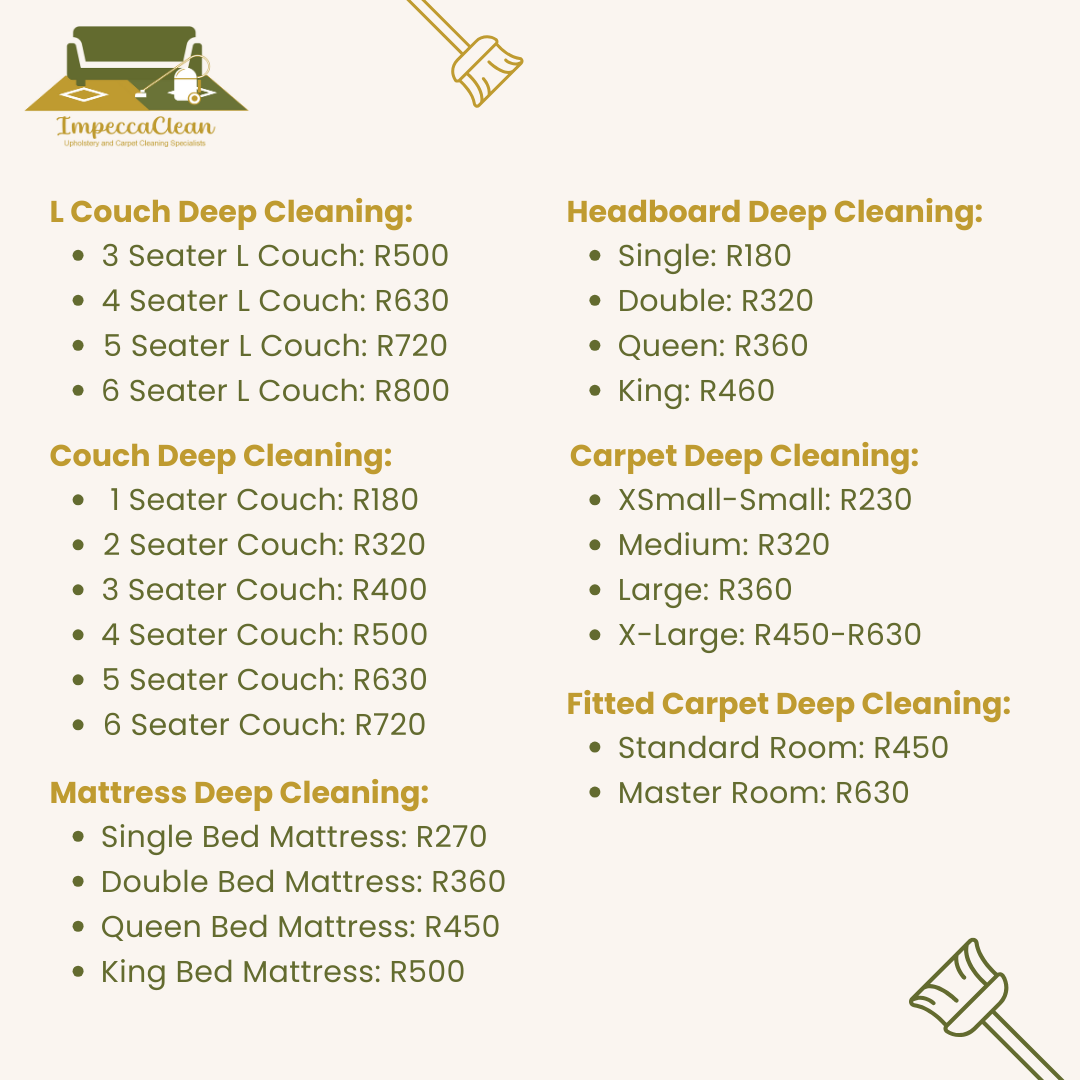 ImpeccaClean
Upholstery and Carpet Cleaning Specialists
L Couch Deep Cleaning:
• 3 Seater L Couch: R500
• 4 Seater L Couch: R630
• 5 Seater L Couch: R720
• 6 Seater L Couch: R800
Couch Deep Cleaning:
• 1 Seater Couch: R180
• 2 Seater Couch: R320
• 3 Seater Couch: R400
• 4 Seater Couch: R500
• 5 Seater Couch: R630
• 6 Seater Couch: R720
Mattress Deep Cleaning:
• Single Bed Mattress: R270
• Double Bed Mattress: R360
• Queen Bed Mattress: R450
• King Bed Mattress: R500
Headboard Deep Cleaning:
• Single: R180
• Double: R320
• Queen: R360
• King: R460
Carpet Deep Cleaning:
• XSmall-Small: R230
• Medium: R320
• Large: R360
• X-Large: R450-R630
Fitted Carpet Deep Cleaning:
• Standard Room: R450
• Master Room: R630